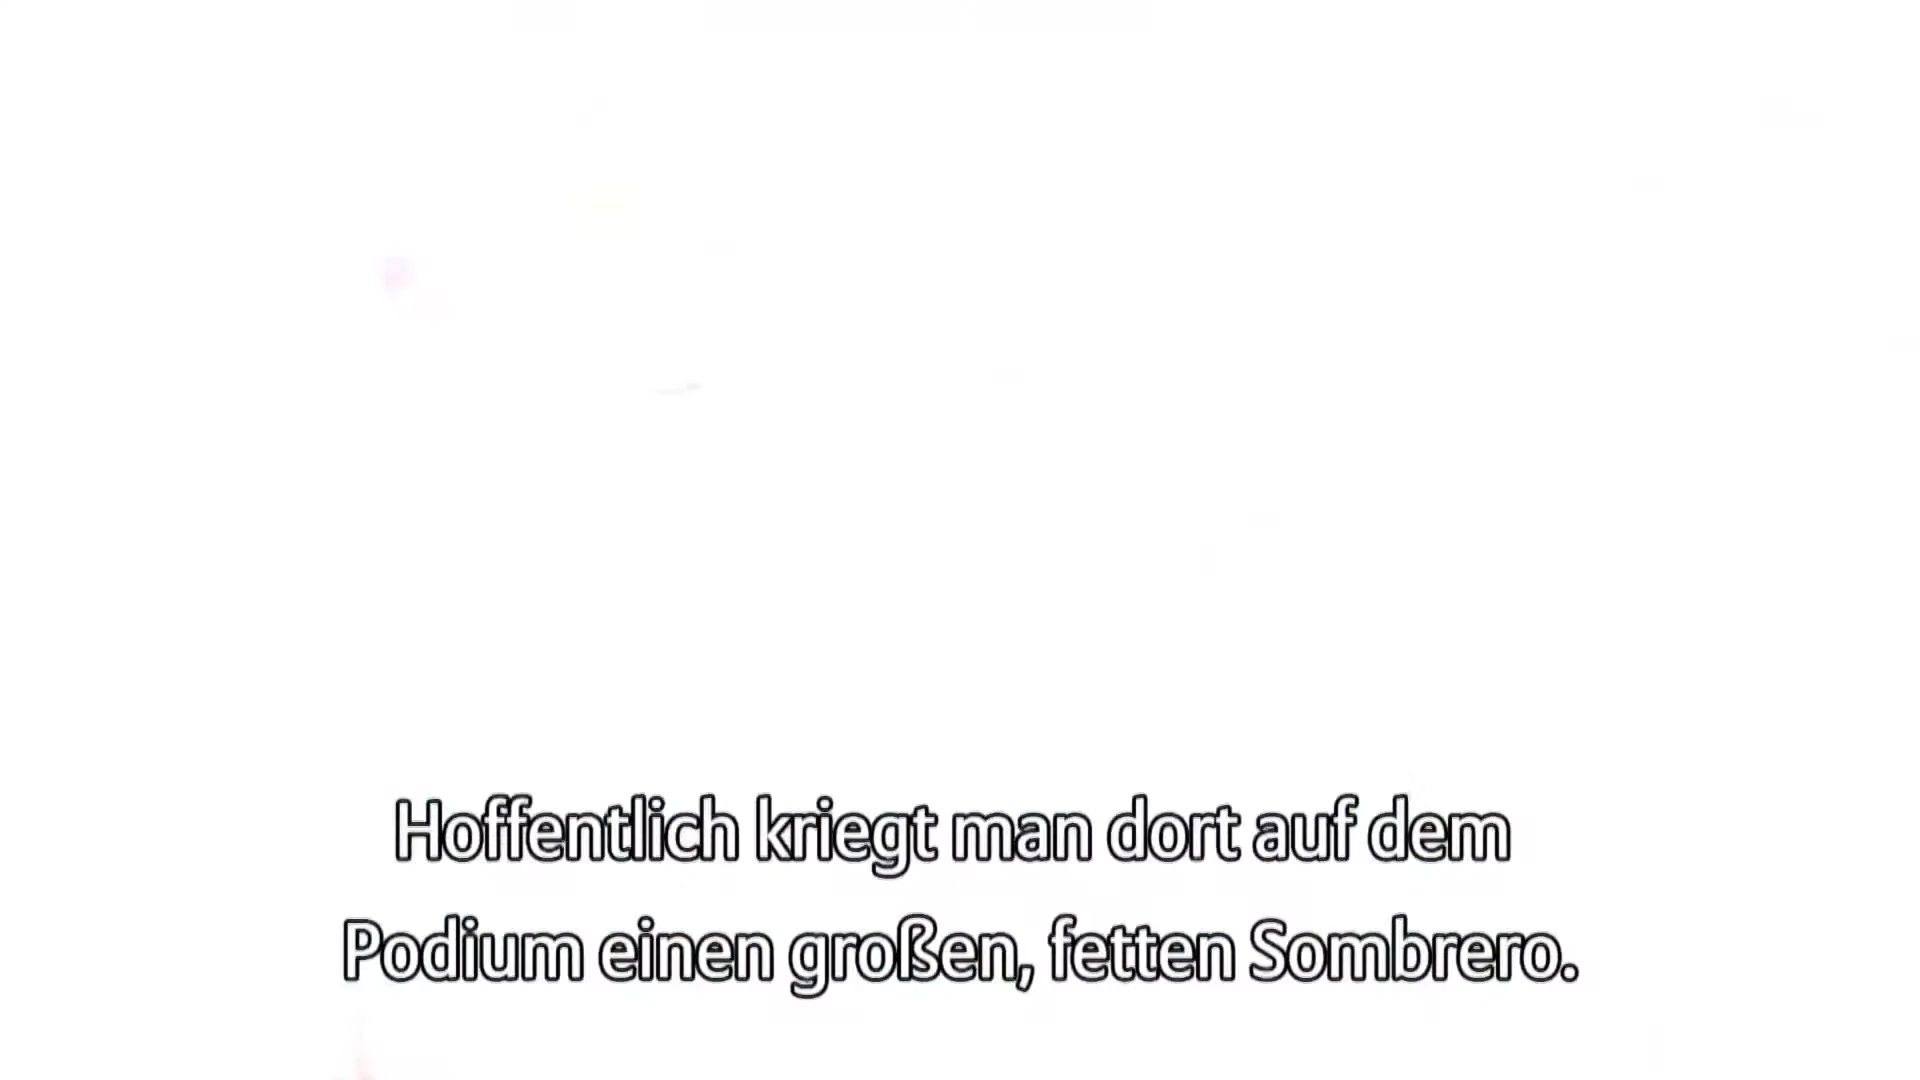 Hoffentlich kriegt man dort auf dem
Podium einen großen, fetten Sombrero.